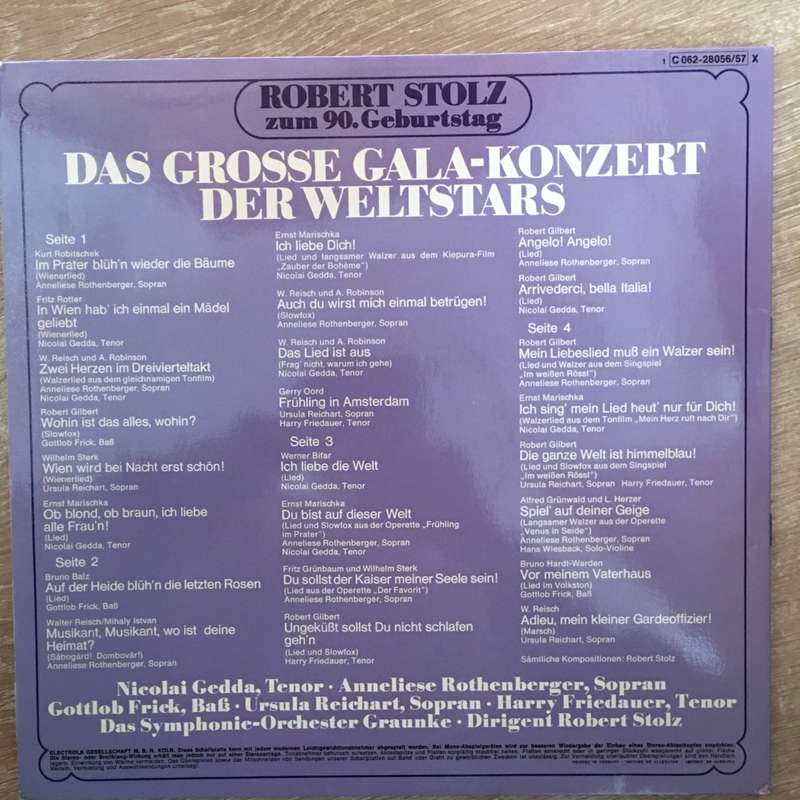 1 C 062-28056/57 X
ROBERT STOLZ
zum 90. Geburtstag
DAS GROSSE GALA-KONZERT
DER WELTSTARS
Seite 1
Kurt Robitschek
Im Prater blüh'n wieder die Bäume
(Wienerlied)
Anneliese Rothenberger, Sopran
Fritz Rotter
In Wien hab' ich einmal ein Mädel
geliebt
(Wienerlied)
Nicolai Gedda, Tenor
W. Reisch und A. Robinson
Zwei Herzen im Dreivierteltakt
(Walzerlied aus dem gleichnamigen Tonfilm)
Anneliese Rothenberger, Sopran
Nicolai Gedda, Tenor
Robert Gilbert
Wohin ist das alles, wohin?
(Slowfox)
Gottlob Frick, Baß
Wilhelm Sterk
Wien wird bei Nacht erst schön!
(Wienerlied)
Ursula Reichart, Sopran
Ernst Marischka
Ob blond, ob braun, ich liebe
alle Frau'n!
(Lied)
Nicolai Gedda, Tenor
Seite 2
Bruno Balz
Auf der Heide blüh'n die letzten Rosen
(Lied)
Gottlob Frick, Baß
Walter Reisch/Mihaly Istvan
Musikant, Musikant, wo ist deine
Heimat?
(Sàbogàrd! Dombovàr!)
Anneliese Rothenberger, Sopran
Ernst Marischka
Ich liebe Dich!
(Lied und langsamer Walzer aus dem Kiepura-Film
„Zauber der Bohème")
Nicolai Gedda, Tenor
W. Reisch und A. Robinson
Auch du wirst mich einmal betrügen!
(Slowfox)
Anneliese Rothenberger, Sopran
W. Reisch und A. Robinson
Das Lied ist aus
(Frag' nicht, warum ich gehe)
Nicolai Gedda, Tenor
Gerry Oord
Frühling in Amsterdam
Ursula Reichart, Sopran
Harry Friedauer, Tenor
Seite 3
Werner Bifar
Ich liebe die Welt
(Lied)
Nicolai Gedda, Tenor
Ernst Marischka
Du bist auf dieser Welt
(Lied und Slowfox aus der Operette „Frühling
im Prater")
Anneliese Rothenberger, Sopran
Nicolai Gedda, Tenor
Fritz Grünbaum und Wilhelm Sterk
Du sollst der Kaiser meiner Seele sein!
(Lied aus der Operette „Der Favorit")
Anneliese Rothenberger, Sopran
Robert Gilbert
Ungeküßt sollst Du nicht schlafen
geh'n
(Lied und Slowfox)
Harry Friedauer, Tenor
Robert Gilbert
Angelo! Angelo!
(Lied)
Anneliese Rothenberger, Sopran
Robert Gilbert
Arrivederci, bella Italia!
(Lied)
Seite 4
Robert Gilbert
Mein Liebeslied muß ein Walzer sein!
(Lied und Walzer aus dem Singspiel
„Im weißen Rössl")
Anneliese Rothenberger, Sopran
Ernst Marischka
Ich sing' mein Lied heut' nur für Dich!
(Walzerlied aus dem Tonfilm „Mein Herz ruft nach Dir")
Nicolai Gedda, Tenor
Robert Gilbert
Die ganze Welt ist himmelblau!
(Lied und Slowfox aus dem Singspiel
„Im weißen Rössl")
Ursula Reichart, Sopran Harry Friedauer, Tenor
Alfred Grünwald und L. Herzer
Spiel' auf deiner Geige
(Langsamer Walzer aus der Operette
„Venus in Seide")
Anneliese Rothenberger, Sopran
Hans Wiesback, Solo-Violine
Bruno Hardt-Warden
Vor meinem Vaterhaus
(Lied im Volkston)
Gottlob Frick, Baß
W. Reisch
Adieu, mein kleiner Gardeoffizier!
(Marsch)
Ursula Reichart, Sopran
Sämtliche Kompositionen: Robert Stolz
Nicolai Gedda, Tenor · Anneliese Rothenberger, Sopran
Gottlob Frick, Baß · Ursula Reichart, Sopran · Harry Friedauer, Tenor
Das Symphonie-Orchester Graunke · Dirigent Robert Stolz
ELECTROLA GESELLSCHAFT M. B. H. KÖLN. Diese Schallplatte kann mit jedem modernen Leichtgewichttonabnehmer abgespielt werden.